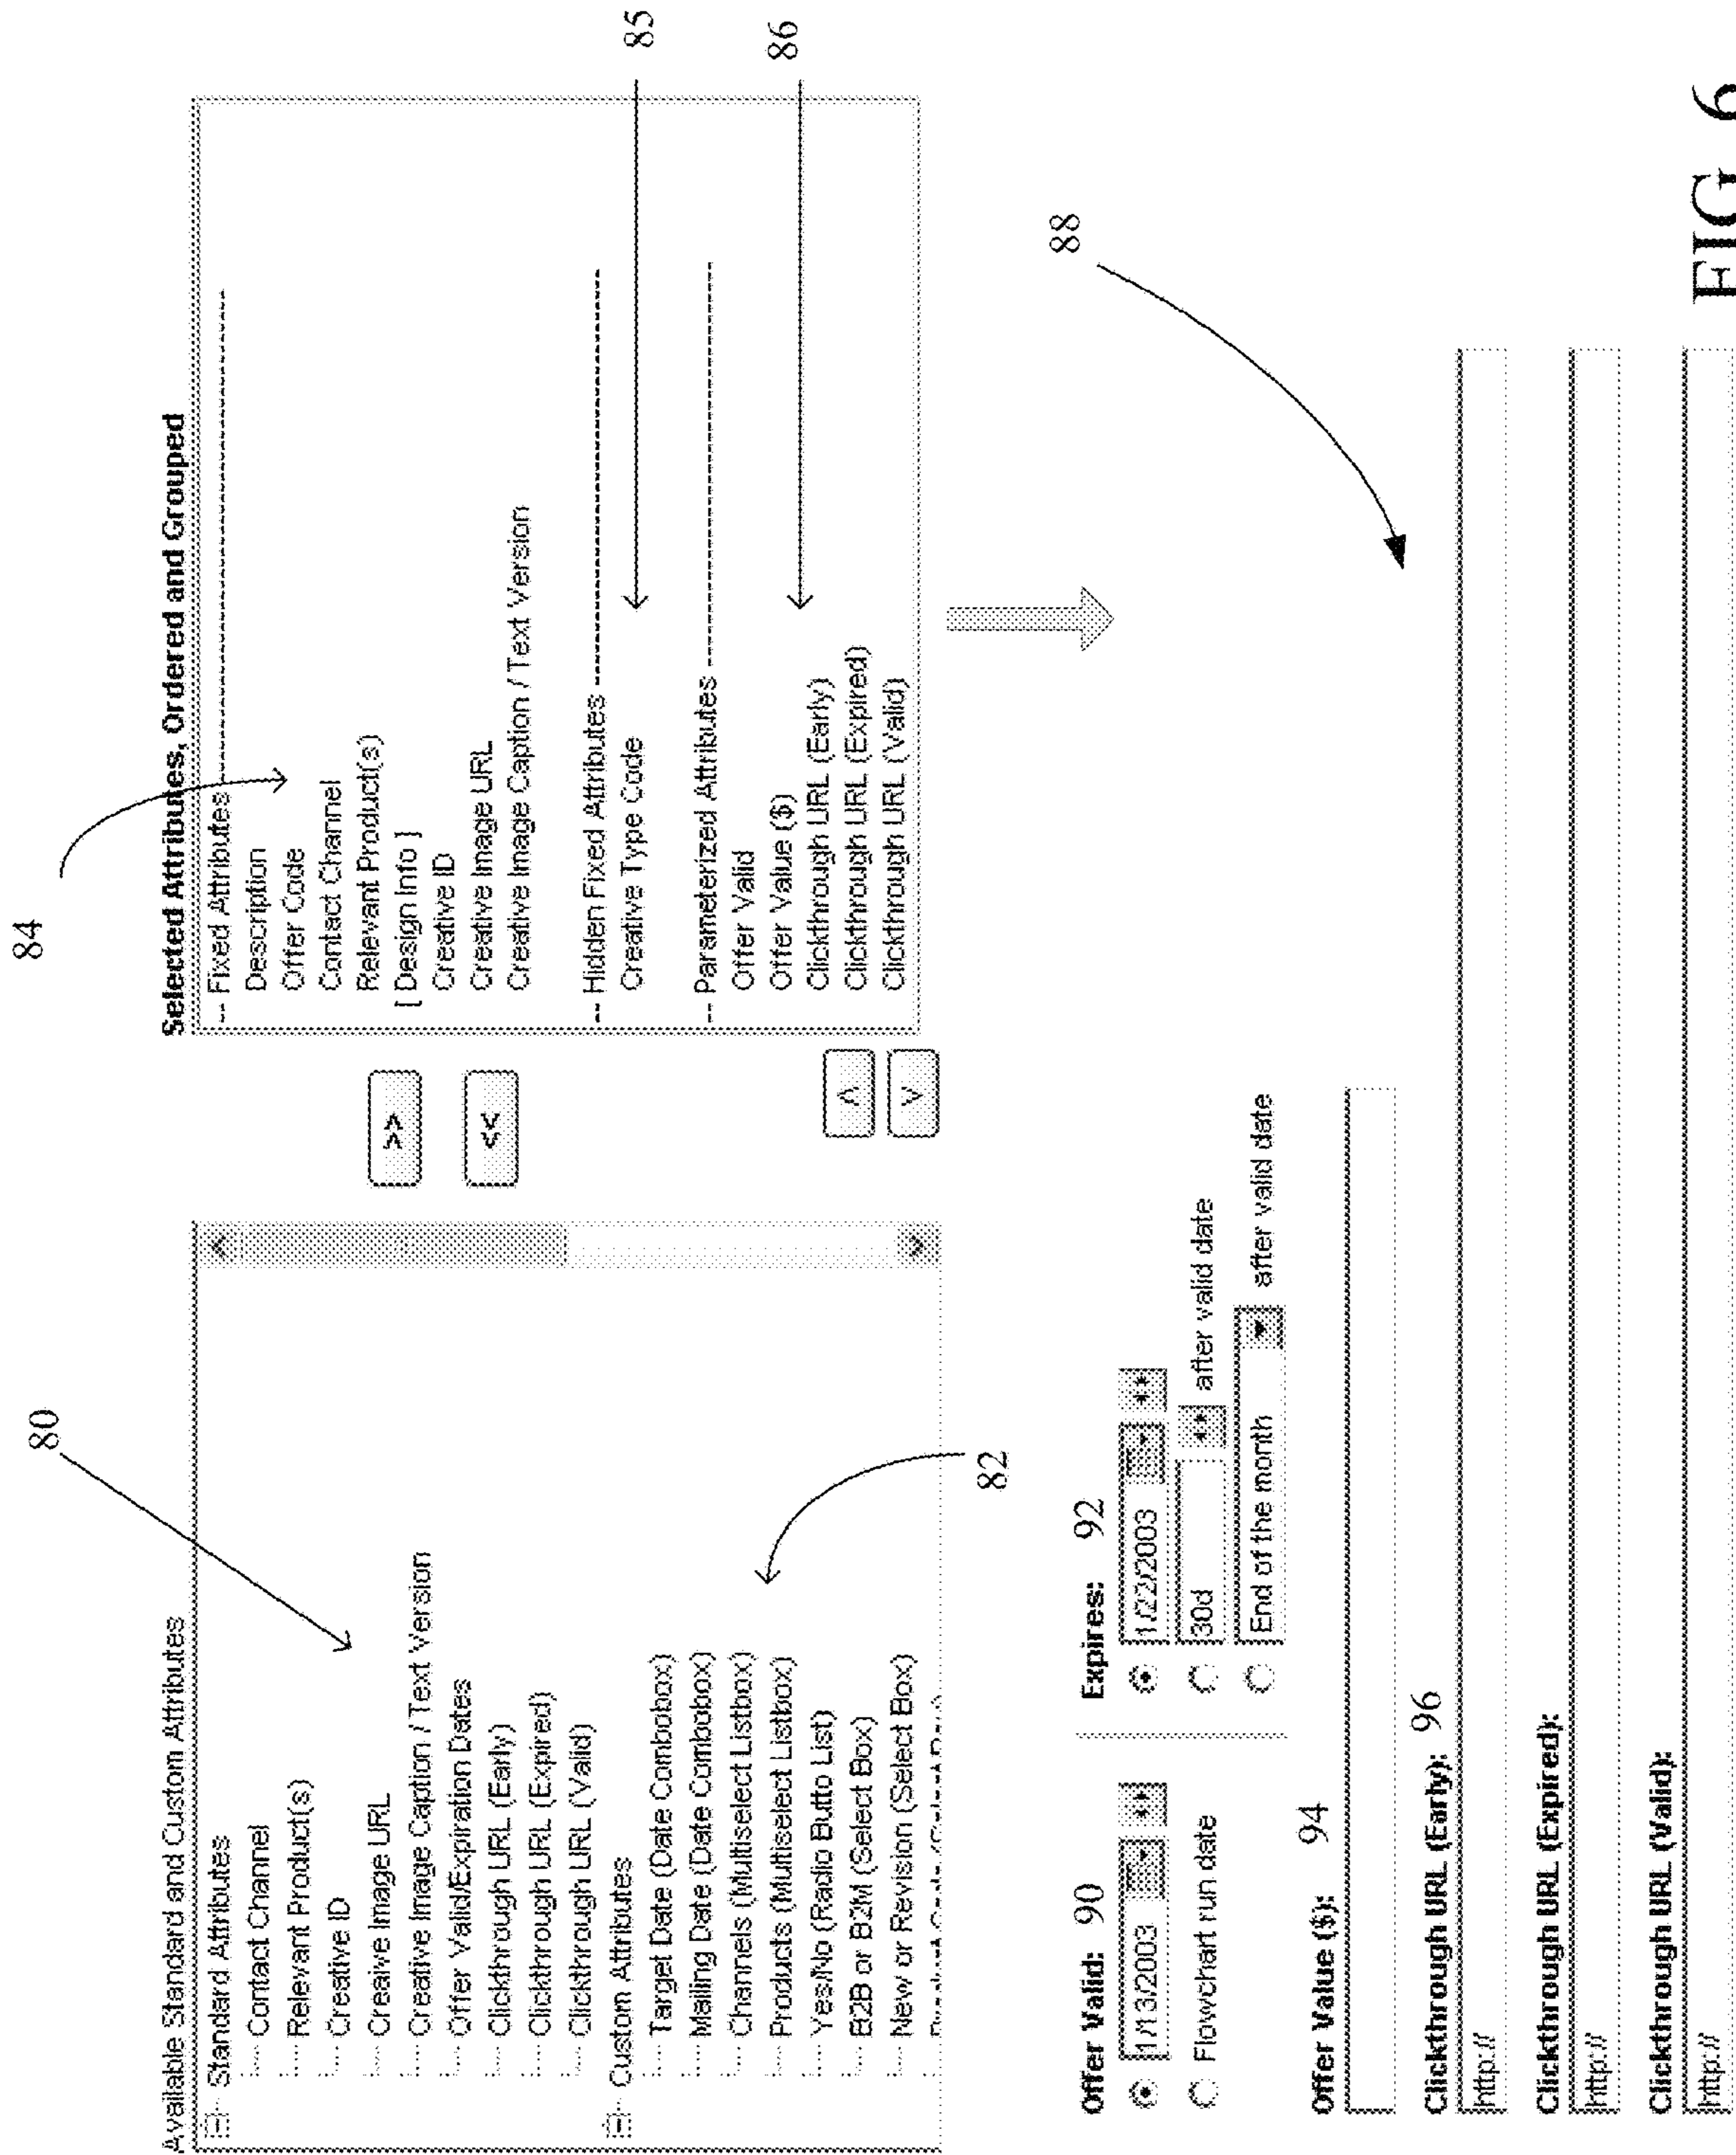 84
80
Available Standard and Custom Attributes
Standard Attributes
Contact Channel
Relevant Product(s)
Creative ID
Creaive Image URL
Creative Image Caption / Text Version
Offer Valid/Expiration Dates
Clickthrough URL (Early)
Clickthrough URL (Expired)
Clickthrough URL (Valid)
Custom Attributes
Target Date (Date Combobox)
Mailing Date (Date Combobox)
Channels (Multiselect Listbox)
Products (Multiselect Listbox)
Yes/No (Radio Butto List)
B2B or B2M (Select Box)
New or Revision (Select Box)
82
>>
<<
Selected Attributes, Ordered and Grouped
-- Fixed Attributes
Description
Offer Code
Contact Channel
Relevant Product(s)
[ Design Info ]
Creative ID
Creative Image URL
Creative Image Caption / Text Version
-- Hidden Fixed Attributes
Creative Type Code
-- Parameterized Attributes
Offer Valid
Offer Value ($)
Clickthrough URL (Early)
Clickthrough URL (Expired)
Clickthrough URL (Valid)
85
86
88
Offer Valid: 90
1/13/2003
Flowchart run date
Expires: 92
1/22/2003
30d after valid date
End of the month after valid date
Offer Value ($): 94
Clickthrough URL (Early): 96
http://
Clickthrough URL (Expired):
http://
Clickthrough URL (Valid):
http://
FIG. 6